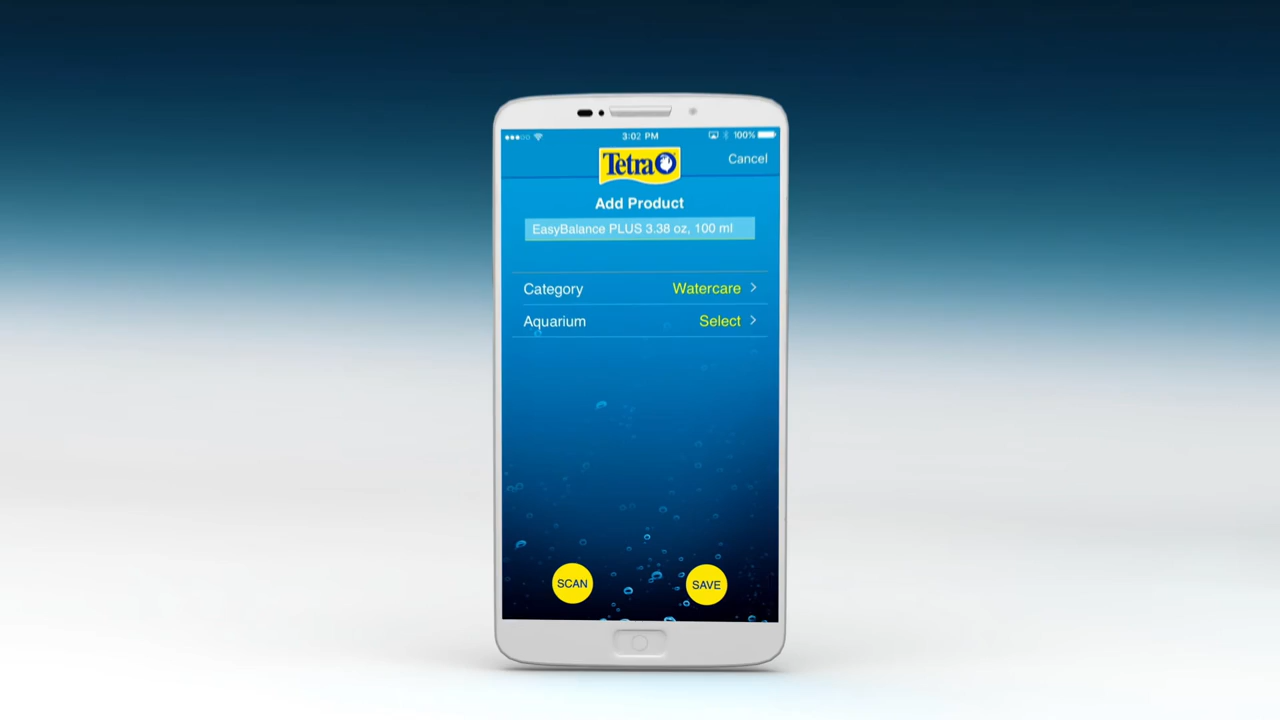 3:02 PM 100%
Tetra
Cancel
Add Product
EasyBalance PLUS 3.38 oz, 100 ml
Category Watercare
Aquarium Select
SCAN SAVE